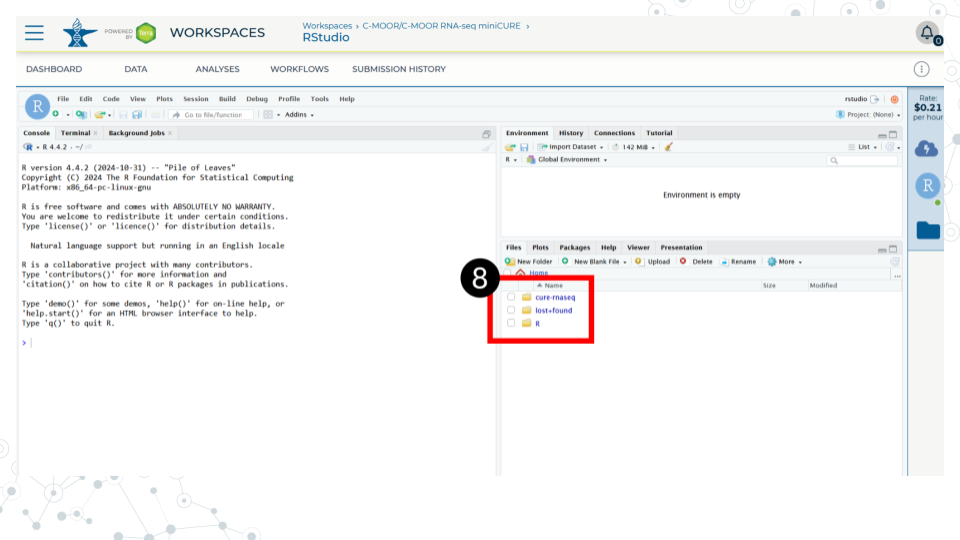 POWERED
BY Terra
WORKSPACES
Workspaces › C-MOOR/C-MOOR RNA-seq miniCURE ›
RStudio
0
DASHBOARD DATA ANALYSES WORKFLOWS SUBMISSION HISTORY
Rate:
$0.21
per hour
R
R
File Edit Code View Plots Session Build Debug Profile Tools Help
rstudio
Go to file/function
Addins
Project: (None)
Console Terminal × Background Jobs ×
R 4.4.2 · ~/
R version 4.4.2 (2024-10-31) -- "Pile of Leaves"
Copyright (C) 2024 The R Foundation for Statistical Computing
Platform: x86_64-pc-linux-gnu
R is free software and comes with ABSOLUTELY NO WARRANTY.
You are welcome to redistribute it under certain conditions.
Type 'license()' or 'licence()' for distribution details.
Natural language support but running in an English locale
R is a collaborative project with many contributors.
Type 'contributors()' for more information and
'citation()' on how to cite R or R packages in publications.
Type 'demo()' for some demos, 'help()' for on-line help, or
'help.start()' for an HTML browser interface to help.
Type 'q()' to quit R.
>
Environment History Connections Tutorial
Import Dataset 142 MiB List
R Global Environment
Environment is empty
Files Plots Packages Help Viewer Presentation
New Folder New Blank File Upload Delete Rename More
Home ...
8
Name Size Modified
cure-rnaseq
lost+found
R